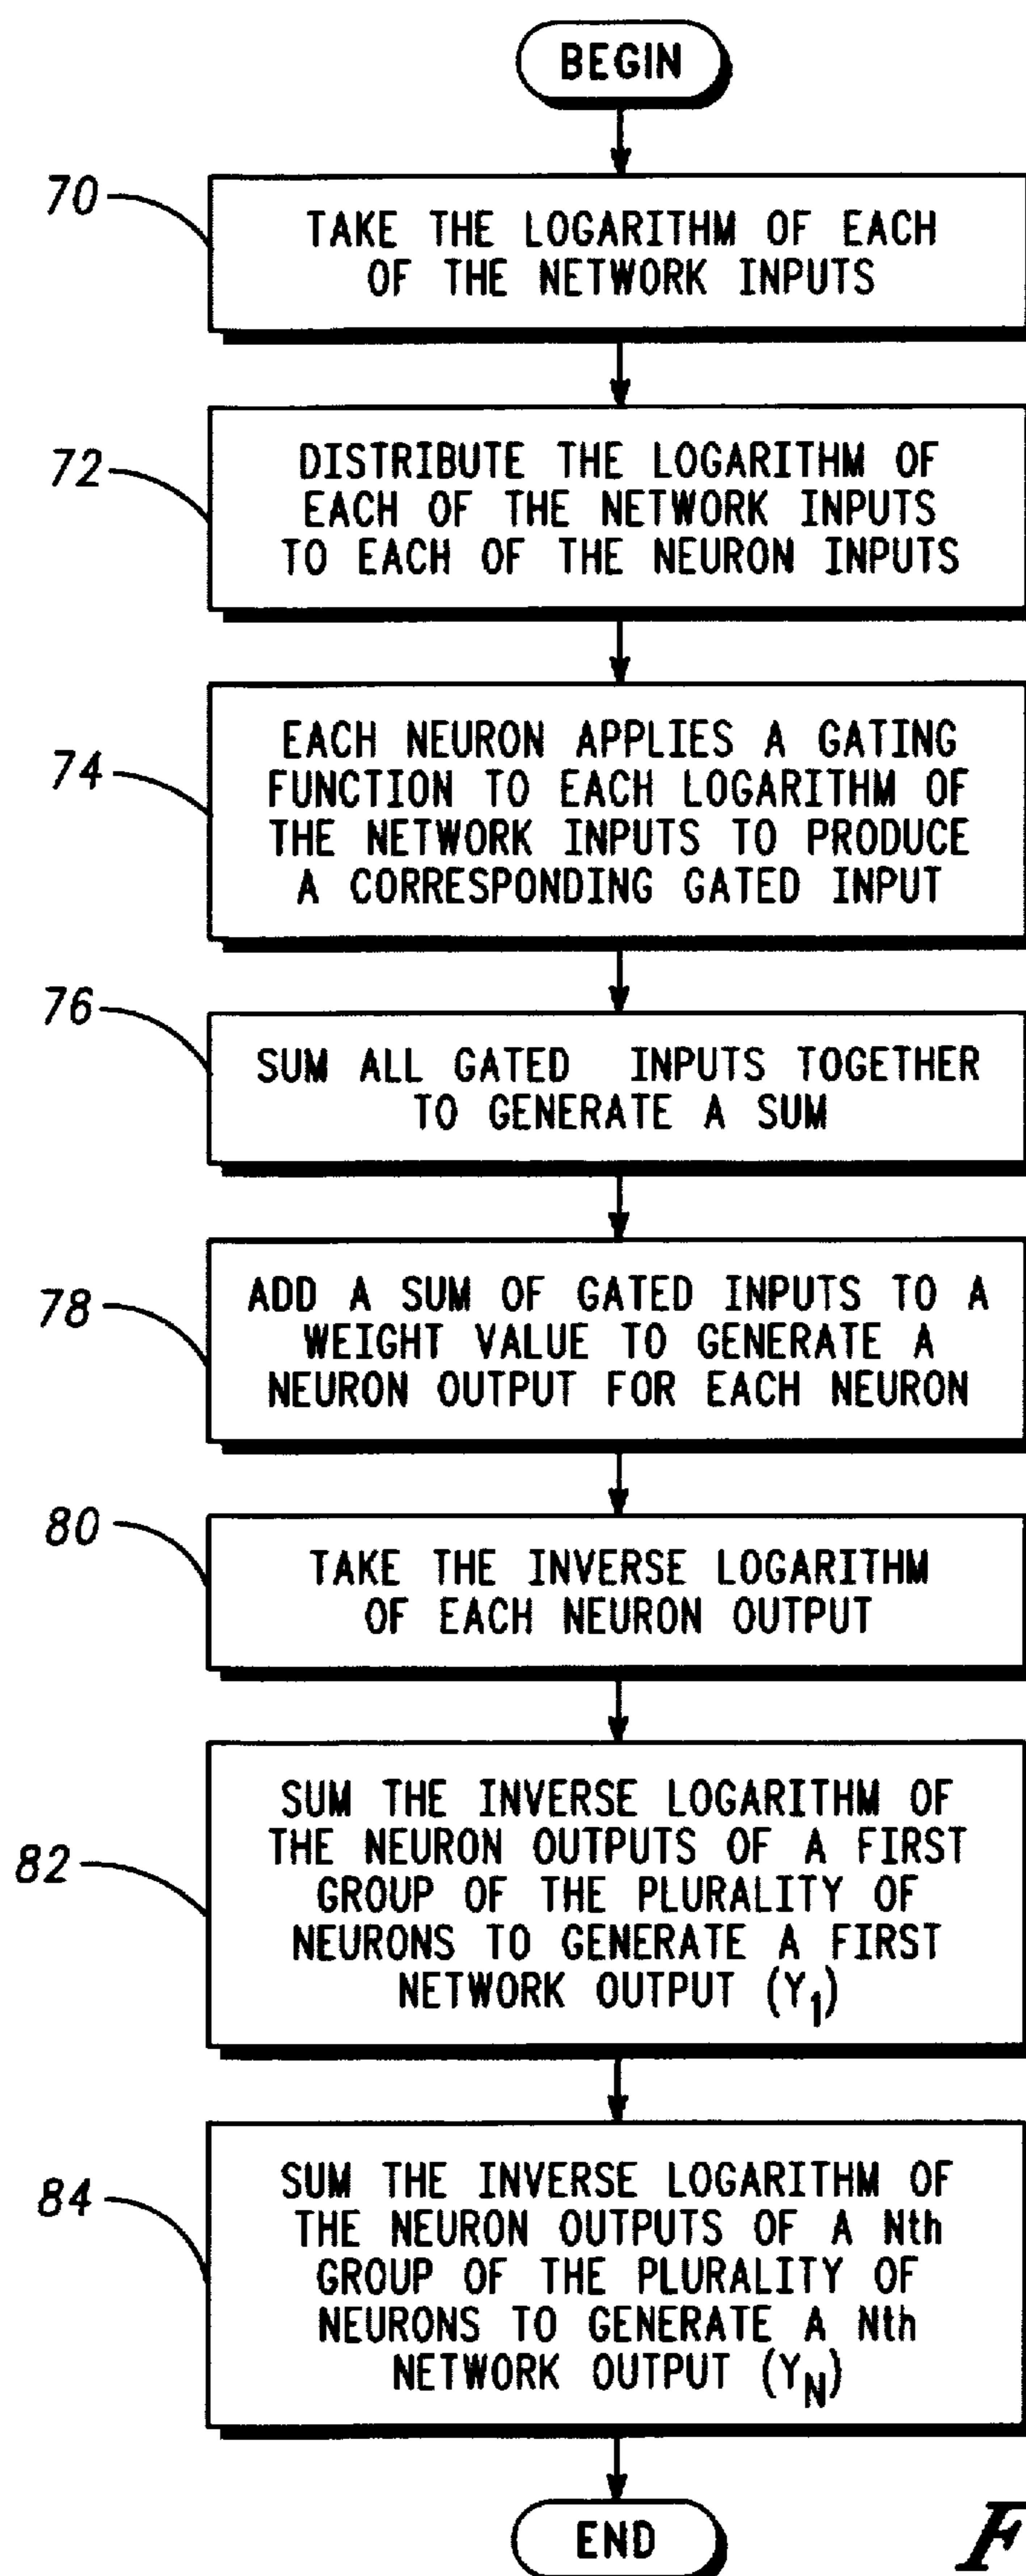 BEGIN
70
TAKE THE LOGARITHM OF EACH
OF THE NETWORK INPUTS
72
DISTRIBUTE THE LOGARITHM OF
EACH OF THE NETWORK INPUTS
TO EACH OF THE NEURON INPUTS
74
EACH NEURON APPLIES A GATING
FUNCTION TO EACH LOGARITHM OF
THE NETWORK INPUTS TO PRODUCE
A CORRESPONDING GATED INPUT
76
SUM ALL GATED INPUTS TOGETHER
TO GENERATE A SUM
78
ADD A SUM OF GATED INPUTS TO A
WEIGHT VALUE TO GENERATE A
NEURON OUTPUT FOR EACH NEURON
80
TAKE THE INVERSE LOGARITHM
OF EACH NEURON OUTPUT
82
SUM THE INVERSE LOGARITHM OF
THE NEURON OUTPUTS OF A FIRST
GROUP OF THE PLURALITY OF
NEURONS TO GENERATE A FIRST
NETWORK OUTPUT (Y1)
84
SUM THE INVERSE LOGARITHM OF
THE NEURON OUTPUTS OF A Nth
GROUP OF THE PLURALITY OF
NEURONS TO GENERATE A Nth
NETWORK OUTPUT (YN)
END
F